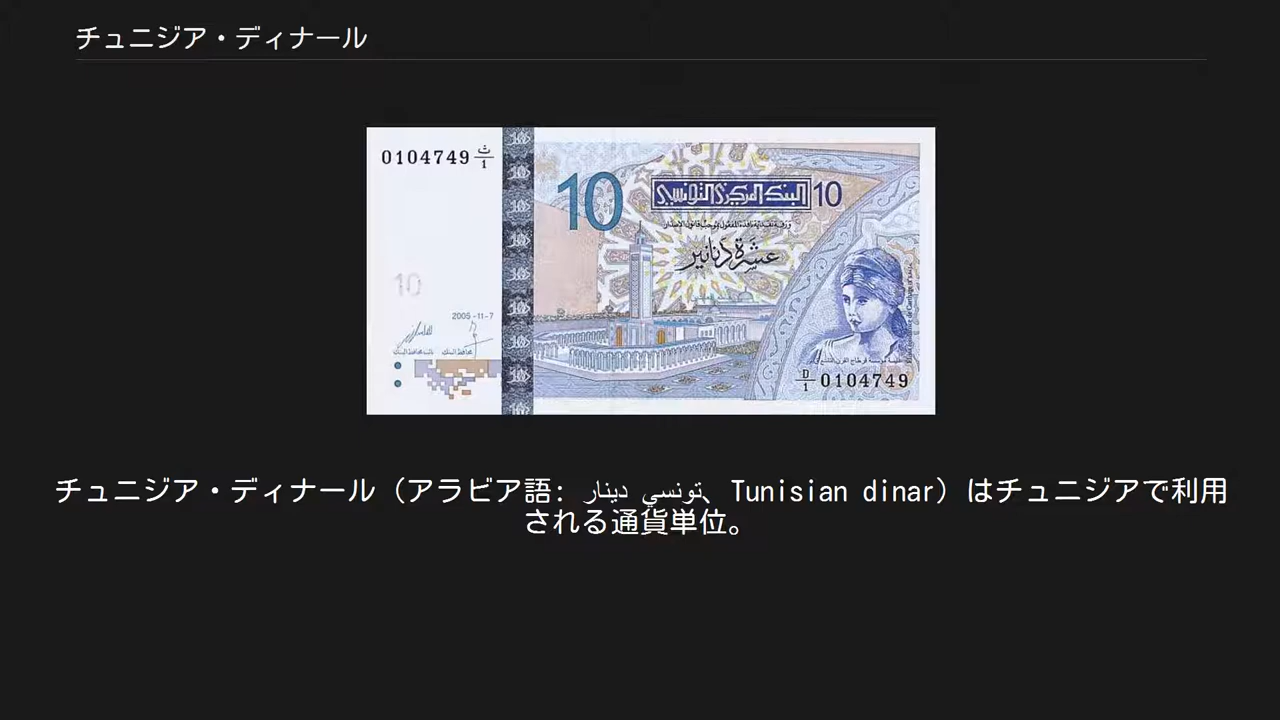 チュニジア・ディナール
0104749 ث/1
10
10
البنك المركزي التونسي
عشرة دنانير
10
2005-11-7
D/1 0104749
チュニジア・ディナール（アラビア語: دينار تونسي、Tunisian dinar）はチュニジアで利用
される通貨単位。